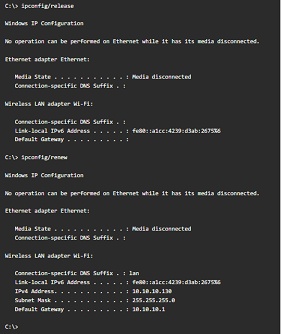 C:\> ipconfig/release
Windows IP Configuration
No operation can be performed on Ethernet while it has its media disconnected.
Ethernet adapter Ethernet:
Media State . . . . . . . . . . . : Media disconnected
Connection-specific DNS Suffix . :
Wireless LAN adapter Wi-Fi:
Connection-specific DNS Suffix . :
Link-local IPv6 Address . . . . . : fe80::a1cc:4239:d3ab:2675%6
Default Gateway . . . . . . . . . :
C:\> ipconfig/renew
Windows IP Configuration
No operation can be performed on Ethernet while it has its media disconnected.
Ethernet adapter Ethernet:
Media State . . . . . . . . . . . : Media disconnected
Connection-specific DNS Suffix . :
Wireless LAN adapter Wi-Fi:
Connection-specific DNS Suffix . : lan
Link-local IPv6 Address . . . . . : fe80::a1cc:4239:d3ab:2675%6
IPv4 Address. . . . . . . . . . . : 10.10.10.130
Subnet Mask . . . . . . . . . . . : 255.255.255.0
Default Gateway . . . . . . . . . : 10.10.10.1
C:\>